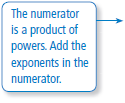 The numerator
is a product of
powers. Add the
exponents in the
numerator.